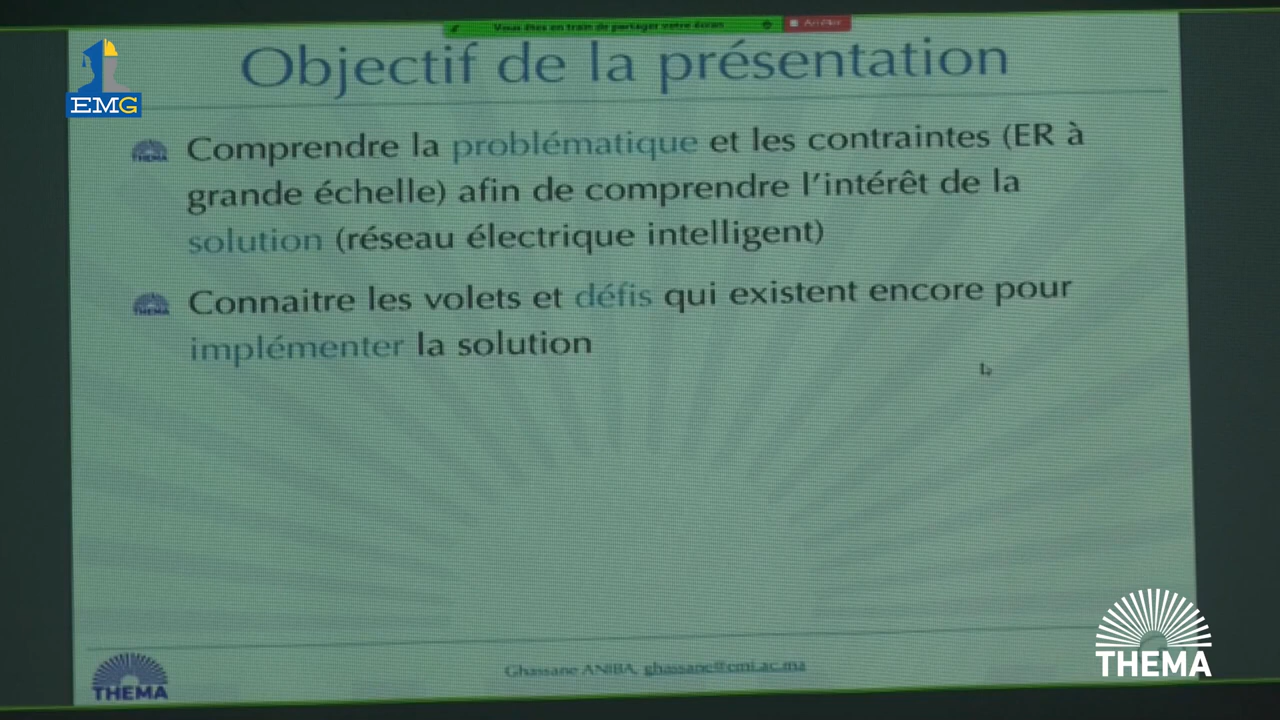 Vous êtes en train de partager votre écran
Arrêter
Objectif de la présentation
EMG
Comprendre la problématique et les contraintes (ER à
grande échelle) afin de comprendre l'intérêt de la
solution (réseau électrique intelligent)
Connaitre les volets et défis qui existent encore pour
implémenter la solution
Ghassane ANIBA, ghassane@emi.ac.ma
THEMA
THEMA